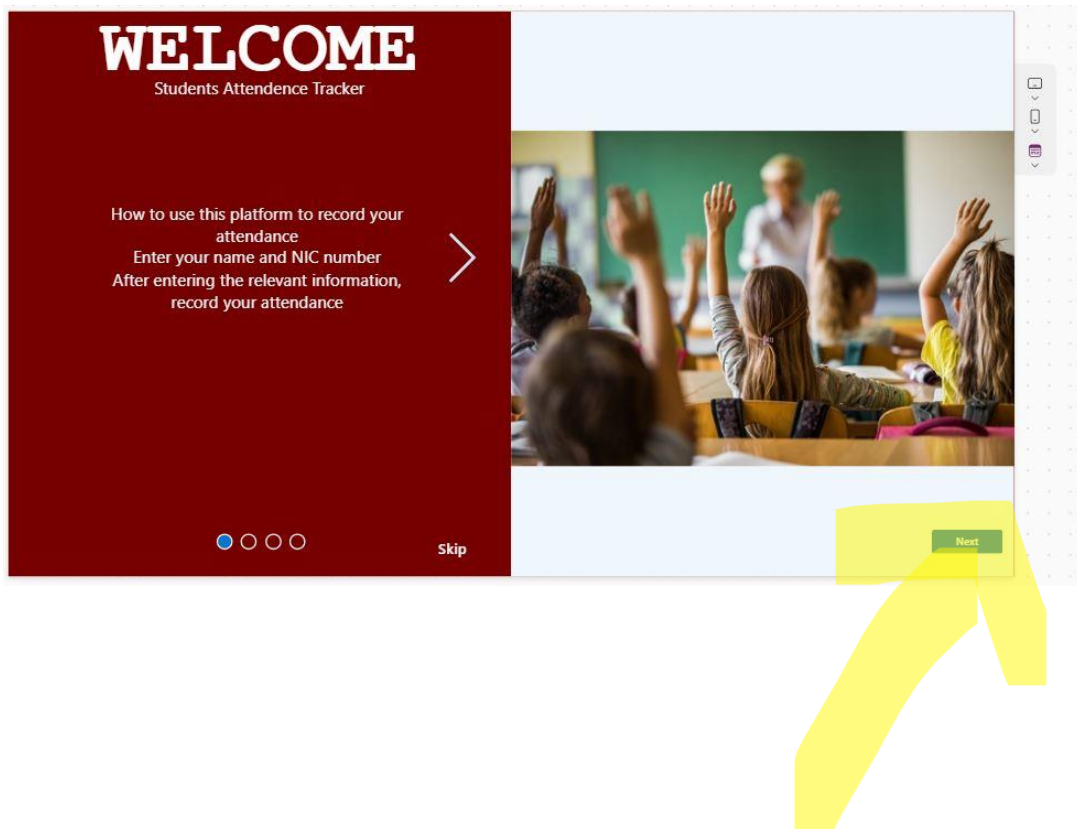 WELCOME
Students Attendence Tracker
How to use this platform to record your
attendance
Enter your name and NIC number
After entering the relevant information,
record your attendance
Skip
Next